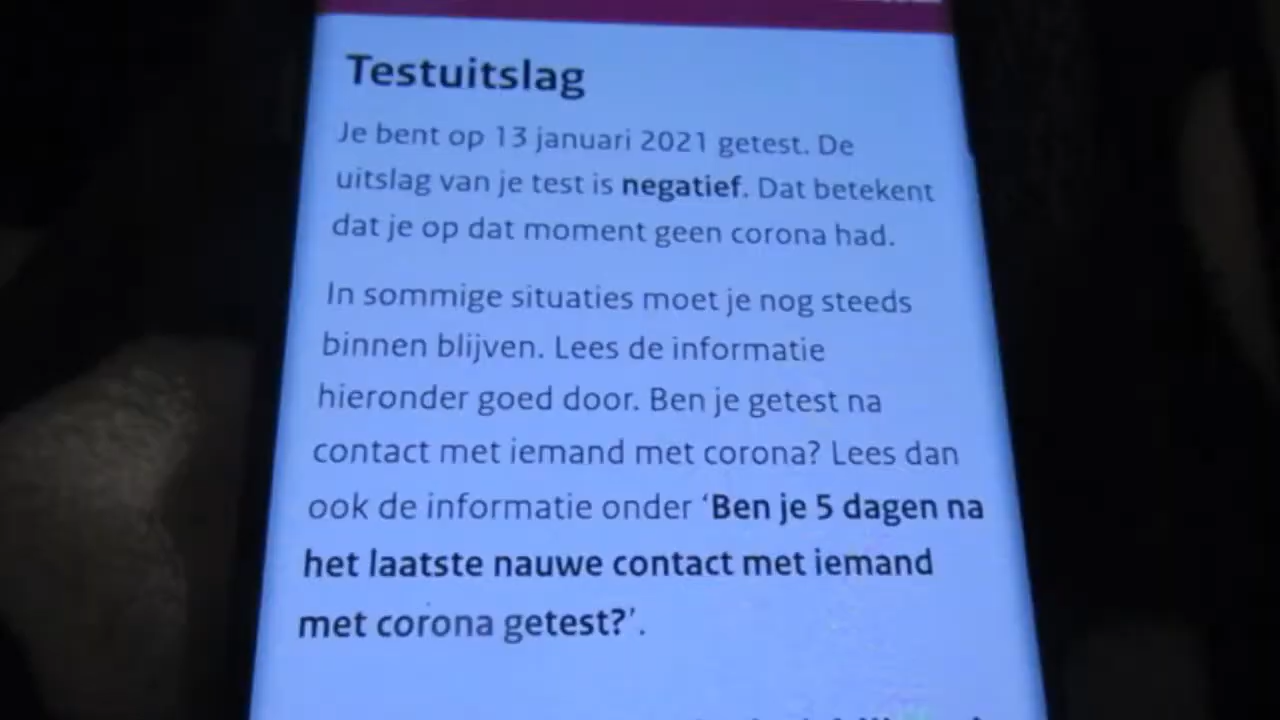 Testuitslag
Je bent op 13 januari 2021 getest. De
uitslag van je test is negatief. Dat betekent
dat je op dat moment geen corona had.
In sommige situaties moet je nog steeds
binnen blijven. Lees de informatie
hieronder goed door. Ben je getest na
contact met iemand met corona? Lees dan
ook de informatie onder ‘Ben je 5 dagen na
het laatste nauwe contact met iemand
met corona getest?’.